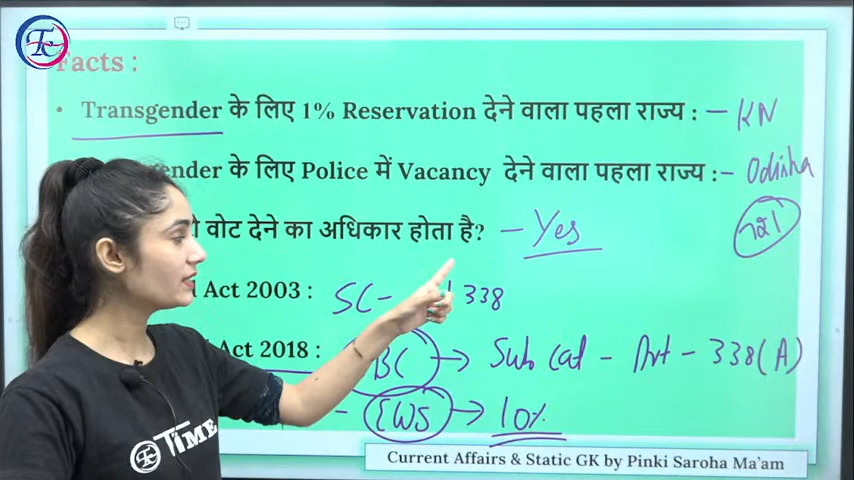 Facts :
• Transgender के लिए 1% Reservation देने वाला पहला राज्य : - KN
ender के लिए Police में Vacancy देने वाला पहला राज्य :- Odisha
वोट देने का अधिकार होता है? - Yes
Act 2003 : SC - 338
Act 2018 : BC → Sub Cat - Art - 338(A)
- EWS → 10%
TIME
Current Affairs & Static GK by Pinki Saroha Ma'am